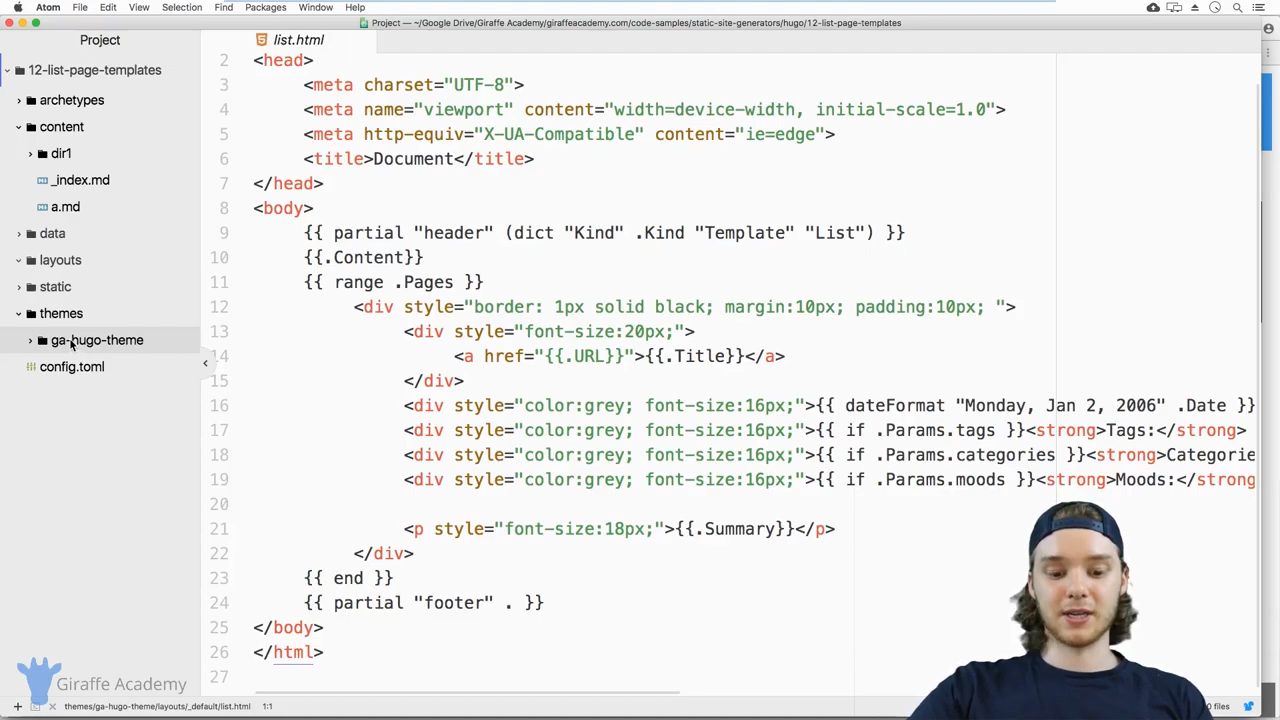 Atom File Edit View Selection Find Packages Window Help
Project — ~/Google Drive/Giraffe Academy/giraffeacademy.com/code-samples/static-site-generators/hugo/12-list-page-templates
Project
12-list-page-templates
archetypes
content
dir1
_index.md
a.md
data
layouts
static
themes
ga-hugo-theme
config.toml
list.html
2 <head>
3 <meta charset="UTF-8">
4 <meta name="viewport" content="width=device-width, initial-scale=1.0">
5 <meta http-equiv="X-UA-Compatible" content="ie=edge">
6 <title>Document</title>
7 </head>
8 <body>
9 {{ partial "header" (dict "Kind" .Kind "Template" "List") }}
10 {{.Content}}
11 {{ range .Pages }}
12 <div style="border: 1px solid black; margin:10px; padding:10px; ">
13 <div style="font-size:20px;">
14 <a href="{{.URL}}">{{.Title}}</a>
15 </div>
16 <div style="color:grey; font-size:16px;">{{ dateFormat "Monday, Jan 2, 2006" .Date }}
17 <div style="color:grey; font-size:16px;">{{ if .Params.tags }}<strong>Tags:</strong>
18 <div style="color:grey; font-size:16px;">{{ if .Params.categories }}<strong>Categorie
19 <div style="color:grey; font-size:16px;">{{ if .Params.moods }}<strong>Moods:</strong
20
21 <p style="font-size:18px;">{{.Summary}}</p>
22 </div>
23 {{ end }}
24 {{ partial "footer" . }}
25 </body>
26 </html>
27
Giraffe Academy
themes/ga-hugo-theme/layouts/_default/list.html 1:1
0 files